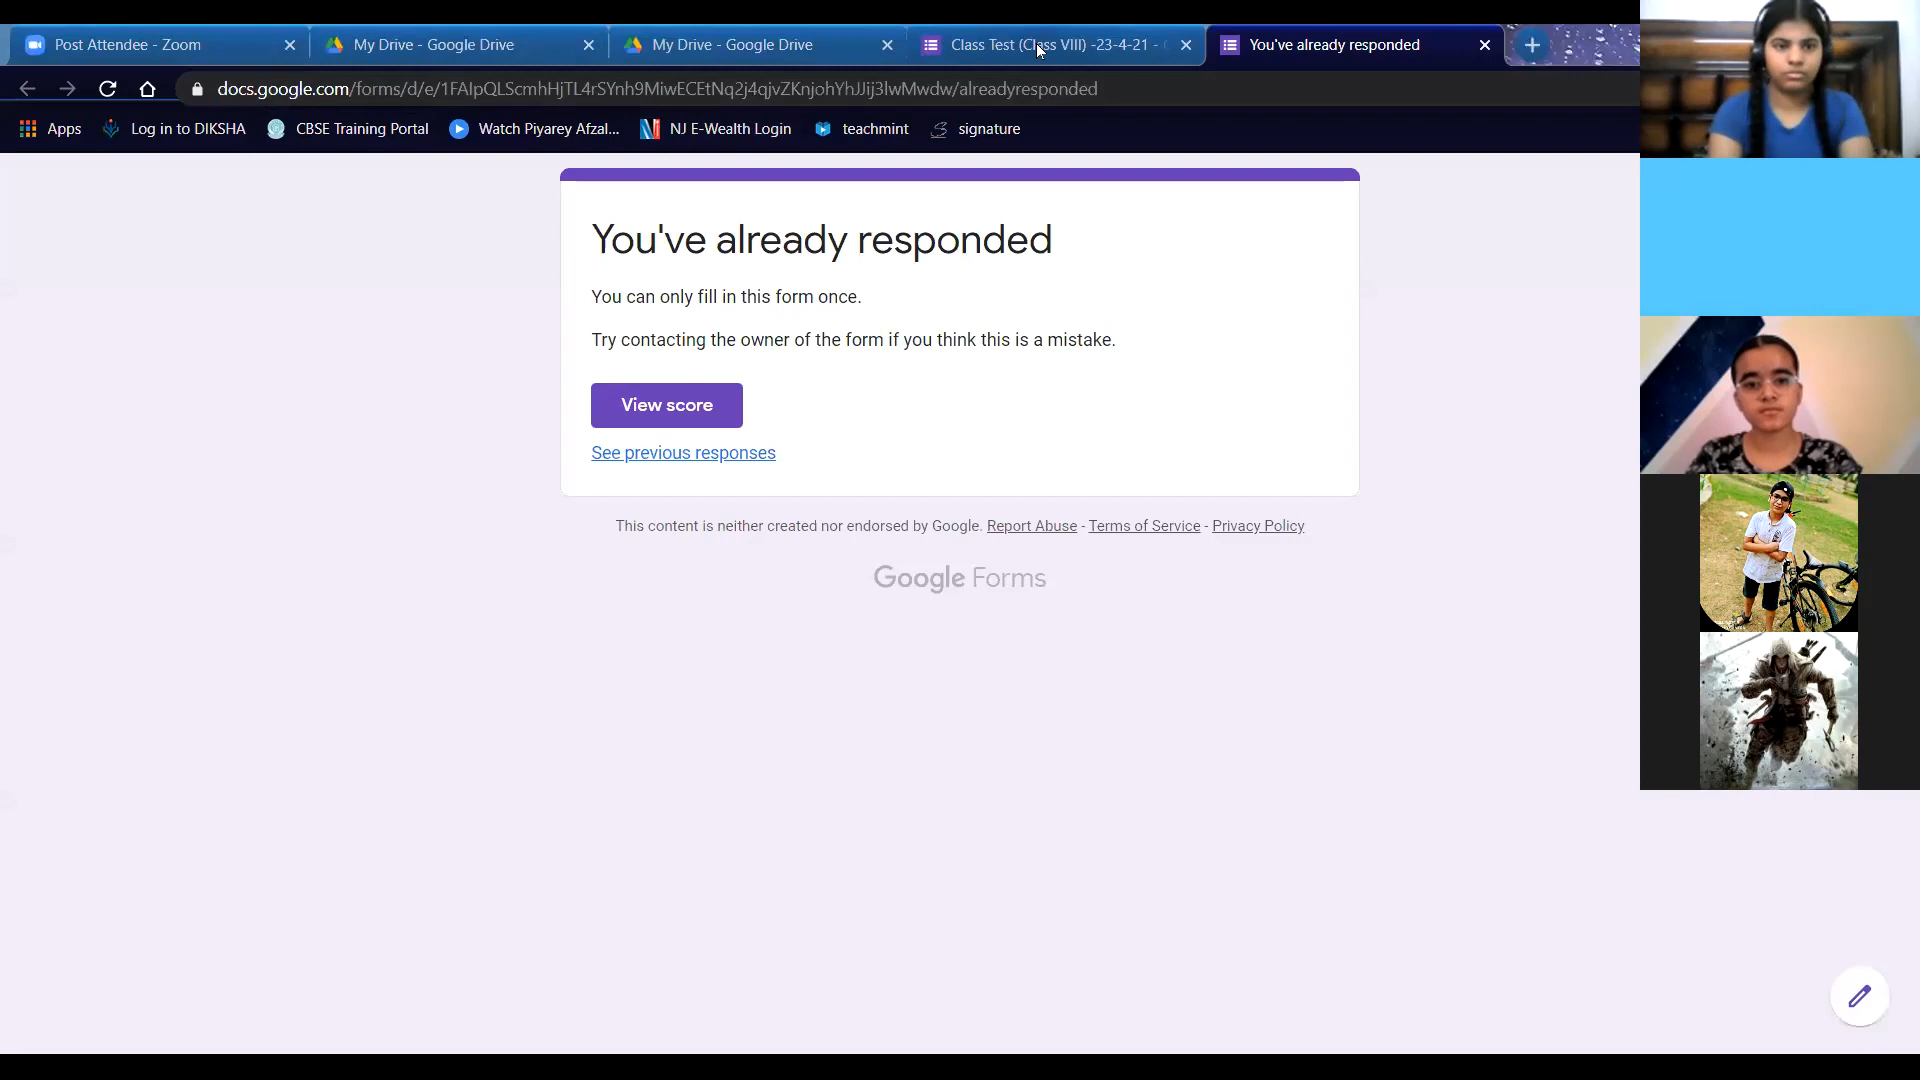 Post Attendee - Zoom
My Drive - Google Drive
My Drive - Google Drive
Class Test (Class VIII) -23-4-21 -
You've already responded
docs.google.com/forms/d/e/1FAIpQLScmhHjTL4rSYnh9MiwECEtNq2j4qjvZKnjohYhJJij3lwMwdw/alreadyresponded
Apps
Log in to DIKSHA
CBSE Training Portal
Watch Piyarey Afzal...
NJ E-Wealth Login
teachmint
signature
You've already responded
You can only fill in this form once.
Try contacting the owner of the form if you think this is a mistake.
View score
See previous responses
This content is neither created nor endorsed by Google. Report Abuse - Terms of Service - Privacy Policy
Google Forms